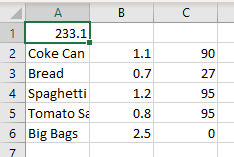 A B C
1 233.1
2 Coke Can 1.1 90
3 Bread 0.7 27
4 Spaghetti 1.2 95
5 Tomato Sa 0.8 95
6 Big Bags 2.5 0
7